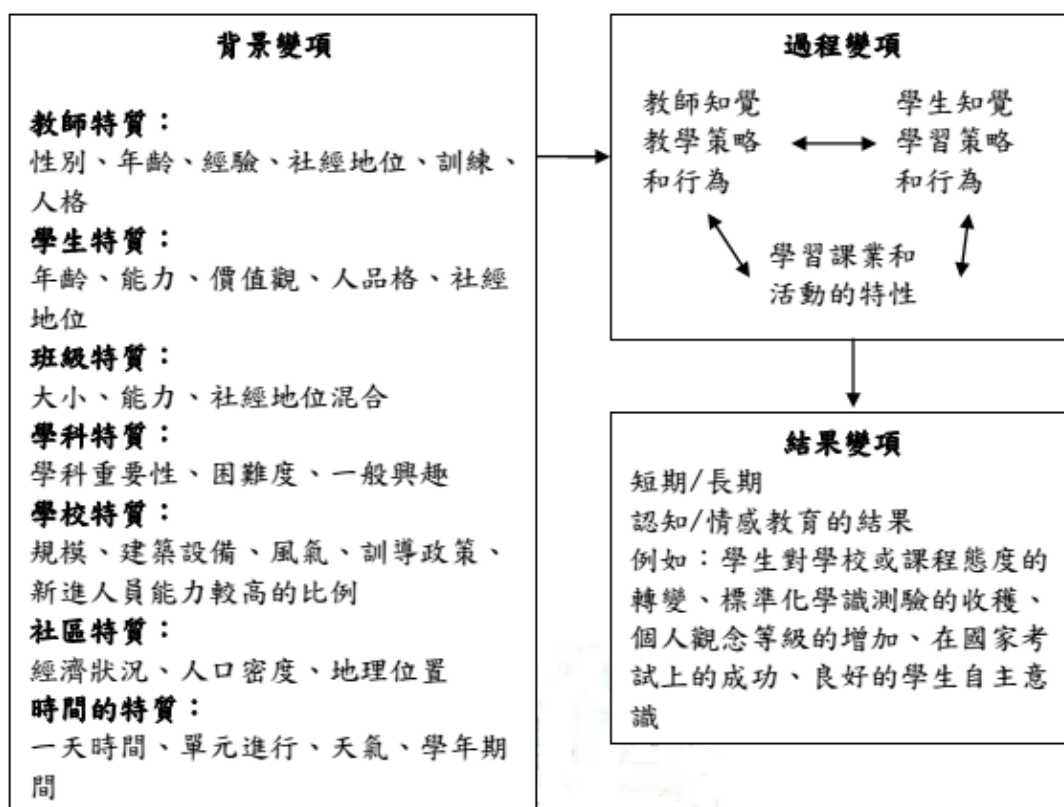 背景變項
教師特質：
性別、年齡、經驗、社經地位、訓練、
人格
學生特質：
年齡、能力、價值觀、人品格、社經
地位
班級特質：
大小、能力、社經地位混合
學科特質：
學科重要性、困難度、一般興趣
學校特質：
規模、建築設備、風氣、訓導政策、
新進人員能力較高的比例
社區特質：
經濟狀況、人口密度、地理位置
時間的特質：
一天時間、單元進行、天氣、學年期
間
過程變項
教師知覺
教學策略
和行為
學生知覺
學習策略
和行為
學習課業和
活動的特性
結果變項
短期/長期
認知/情感教育的結果
例如：學生對學校或課程態度的
轉變、標準化學識測驗的收穫、
個人觀念等級的增加、在國家考
試上的成功、良好的學生自主意
識